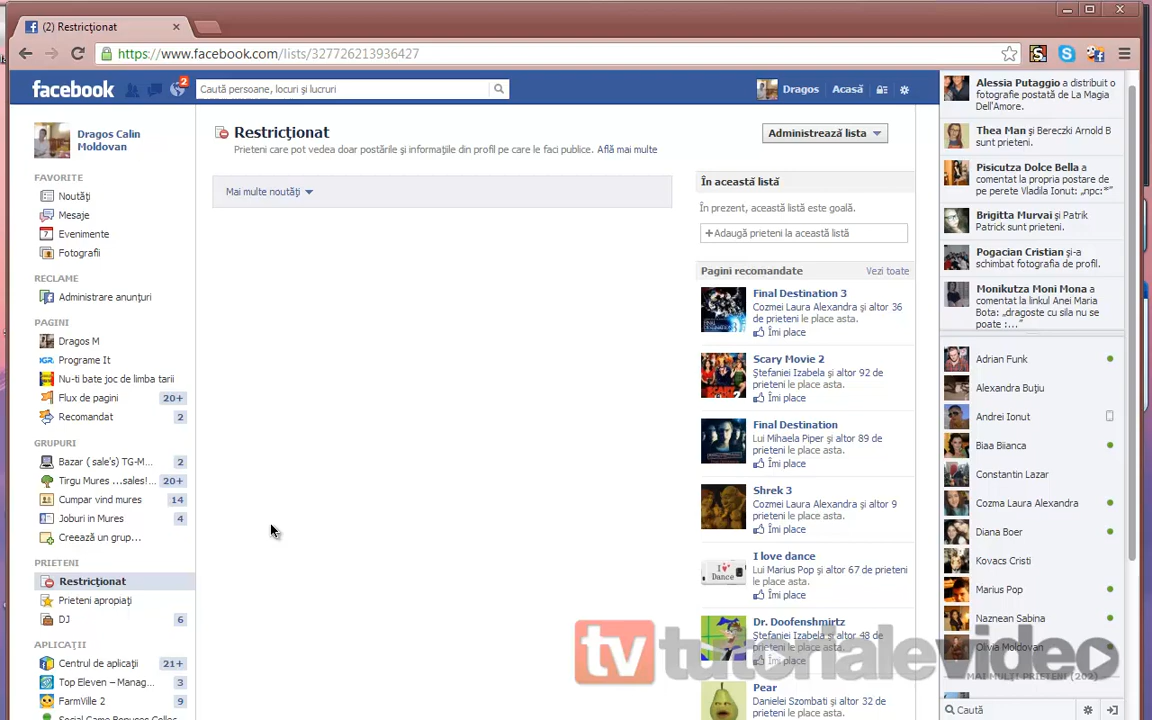 (2) Restricționat
https://www.facebook.com/lists/327726213936427
facebook
2
Caută persoane, locuri și lucruri
Dragos
Acasă
Dragos Calin
Moldovan
FAVORITE
Noutăți
Mesaje
7
Evenimente
Fotografii
RECLAME
Administrare anunțuri
PAGINI
Dragos M
IGR
Programe It
Nu-ti bate joc de limba tarii
Flux de pagini 20+
Recomandat 2
GRUPURI
Bazar ( sale's) TG-M... 2
Tirgu Mures ...sales!... 20+
Cumpar vind mures 14
Joburi in Mures 4
Creează un grup...
PRIETENI
Restricționat
Prieteni apropiați
DJ 6
APLICAȚII
Centrul de aplicații 21+
Top Eleven – Manag... 3
FarmVille 2 9
Restricționat
Administrează lista
Prieteni care pot vedea doar postările și informațiile din profil pe care le faci publice. Află mai multe
Mai multe noutăți
În această listă
În prezent, această listă este goală.
+Adaugă prieteni la această listă
Pagini recomandate Vezi toate
Final Destination 3
Cozmei Laura Alexandra și altor 36
de prieteni le place asta.
Îmi place
Scary Movie 2
Ștefaniei Izabela și altor 92 de
prieteni le place asta.
Îmi place
Final Destination
Lui Mihaela Piper și altor 89 de
prieteni le place asta.
Îmi place
Shrek 3
Cozmei Laura Alexandra și altor 9
prieteni le place asta.
Îmi place
I love dance
I ♥
Dance
Lui Marius Pop și altor 67 de prieteni
le place asta.
Îmi place
Dr. Doofenshmirtz
Ștefaniei Izabela și altor 48 de
prieteni le place asta.
Îmi place
Pear
Danielei Szombati și altor 32 de
prieteni le place asta.
Alessia Putaggio a distribuit o
fotografie postată de La Magia
Dell'Amore.
Thea Man și Bereczki Arnold B
sunt prieteni.
Pisicutza Dolce Bella a
comentat la propria postare de
pe perete Vladila Ionut: „npc:*”
Brigitta Murvai și Patrik
Patrick sunt prieteni.
Pogacian Cristian și-a
schimbat fotografia de profil.
Monikutza Moni Mona a
comentat la linkul Anei Maria
Bota: „dragoste cu sila nu se
poate :...”
Adrian Funk
Alexandra Buțiu
Andrei Ionut
Biaa Biianca
Constantin Lazar
Cozma Laura Alexandra
Diana Boer
Kovacs Cristi
Marius Pop
Naznean Sabina
Olivia Moldovan
MAI MULȚI PRIETENI (202)
Caută
tv tutorialevideo